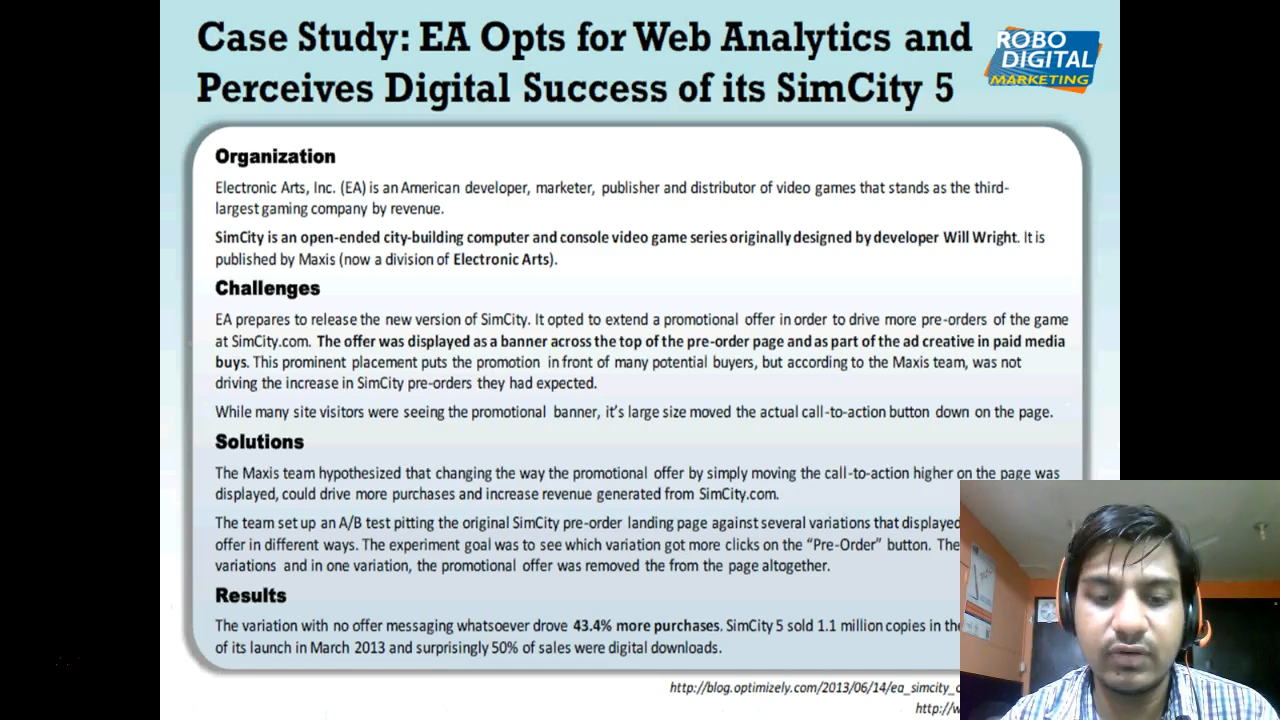 Case Study: EA Opts for Web Analytics and
Perceives Digital Success of its SimCity 5
ROBO
DIGITAL
MARKETING
Organization
Electronic Arts, Inc. (EA) is an American developer, marketer, publisher and distributor of video games that stands as the third-
largest gaming company by revenue.
SimCity is an open-ended city-building computer and console video game series originally designed by developer Will Wright. It is
published by Maxis (now a division of Electronic Arts).
Challenges
EA prepares to release the new version of SimCity. It opted to extend a promotional offer in order to drive more pre-orders of the game
at SimCity.com. The offer was displayed as a banner across the top of the pre-order page and as part of the ad creative in paid media
buys. This prominent placement puts the promotion in front of many potential buyers, but according to the Maxis team, was not
driving the increase in SimCity pre-orders they had expected.
While many site visitors were seeing the promotional banner, it's large size moved the actual call-to-action button down on the page.
Solutions
The Maxis team hypothesized that changing the way the promotional offer by simply moving the call-to-action higher on the page was
displayed, could drive more purchases and increase revenue generated from SimCity.com.
The team set up an A/B test pitting the original SimCity pre-order landing page against several variations that displayed
offer in different ways. The experiment goal was to see which variation got more clicks on the “Pre-Order” button. The
variations and in one variation, the promotional offer was removed the from the page altogether.
Results
The variation with no offer messaging whatsoever drove 43.4% more purchases. SimCity 5 sold 1.1 million copies in the
of its launch in March 2013 and surprisingly 50% of sales were digital downloads.
http://blog.optimizely.com/2013/06/14/ea_simcity_
http://w